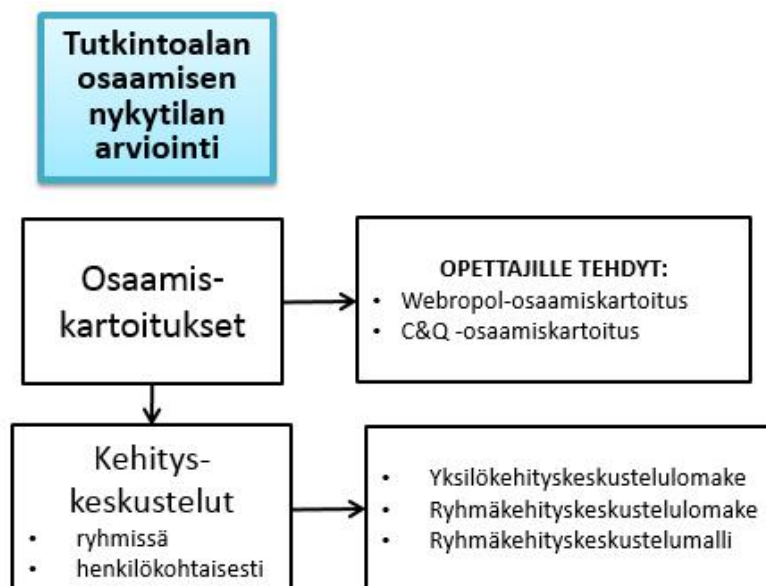 Tutkintoalan
osaamisen
nykytilan
arviointi
Osaamis-
kartoitukset
OPETTAJILLE TEHDYT:
• Webropol-osaamiskartoitus
• C&Q -osaamiskartoitus
Kehitys-
keskustelut
• ryhmissä
• henkilökohtaisesti
• Yksilökehityskeskustelulomake
• Ryhmäkehityskeskustelulomake
• Ryhmäkehityskeskustelumalli